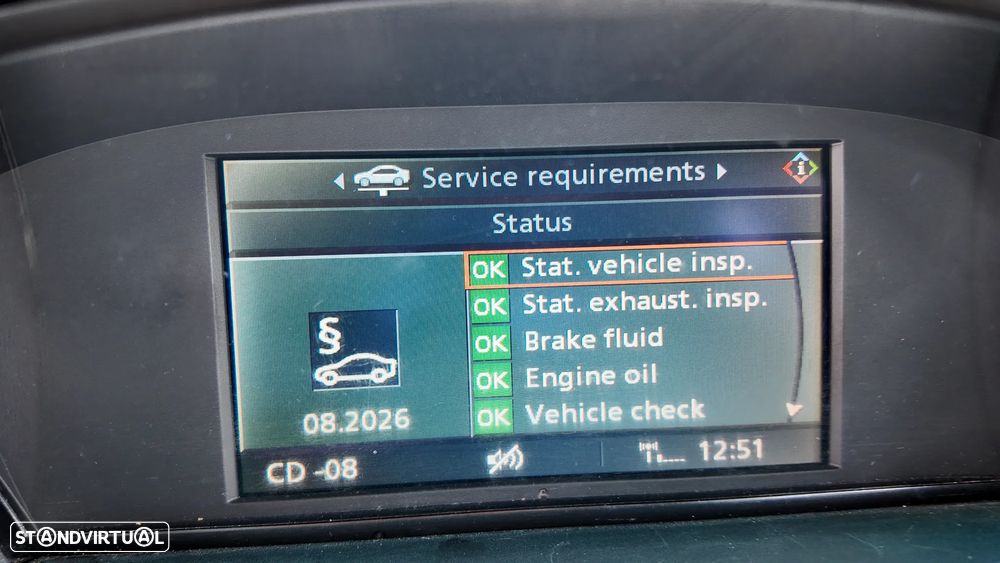 Service requirements
i
Status
OK Stat. vehicle insp.
OK Stat. exhaust. insp.
OK Brake fluid
OK Engine oil
OK Vehicle check
§
08.2026
CD -08
12:51
STANDVIRTUAL